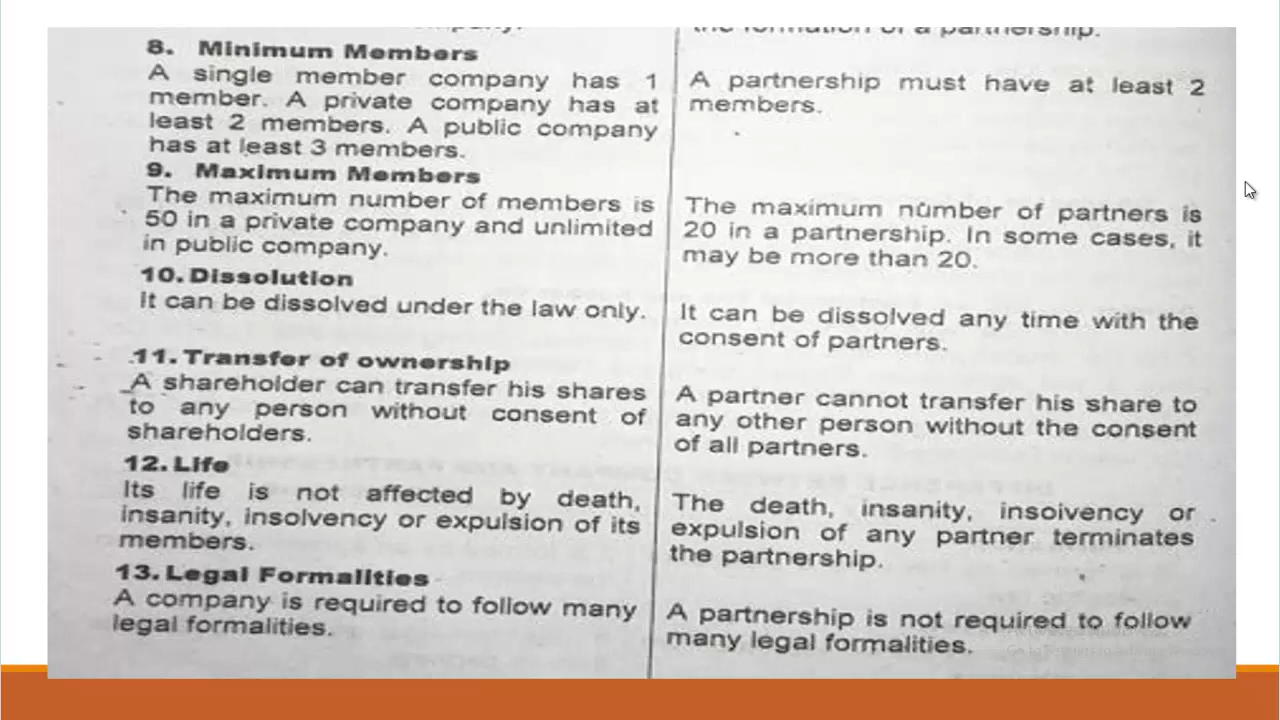 8. Minimum Members
A single member company has 1
member. A private company has at
least 2 members. A public company
has at least 3 members.
A partnership must have at least 2
members.
9. Maximum Members
The maximum number of members is
50 in a private company and unlimited
in public company.
The maximum number of partners is
20 in a partnership. In some cases, it
may be more than 20.
10. Dissolution
It can be dissolved under the law only.
It can be dissolved any time with the
consent of partners.
11. Transfer of ownership
A shareholder can transfer his shares
to any person without consent of
shareholders.
A partner cannot transfer his share to
any other person without the consent
of all partners.
12. Life
Its life is not affected by death,
insanity, insolvency or expulsion of its
members.
The death, insanity, insolvency or
expulsion of any partner terminates
the partnership.
13. Legal Formalities
A company is required to follow many
legal formalities.
A partnership is not required to follow
many legal formalities.